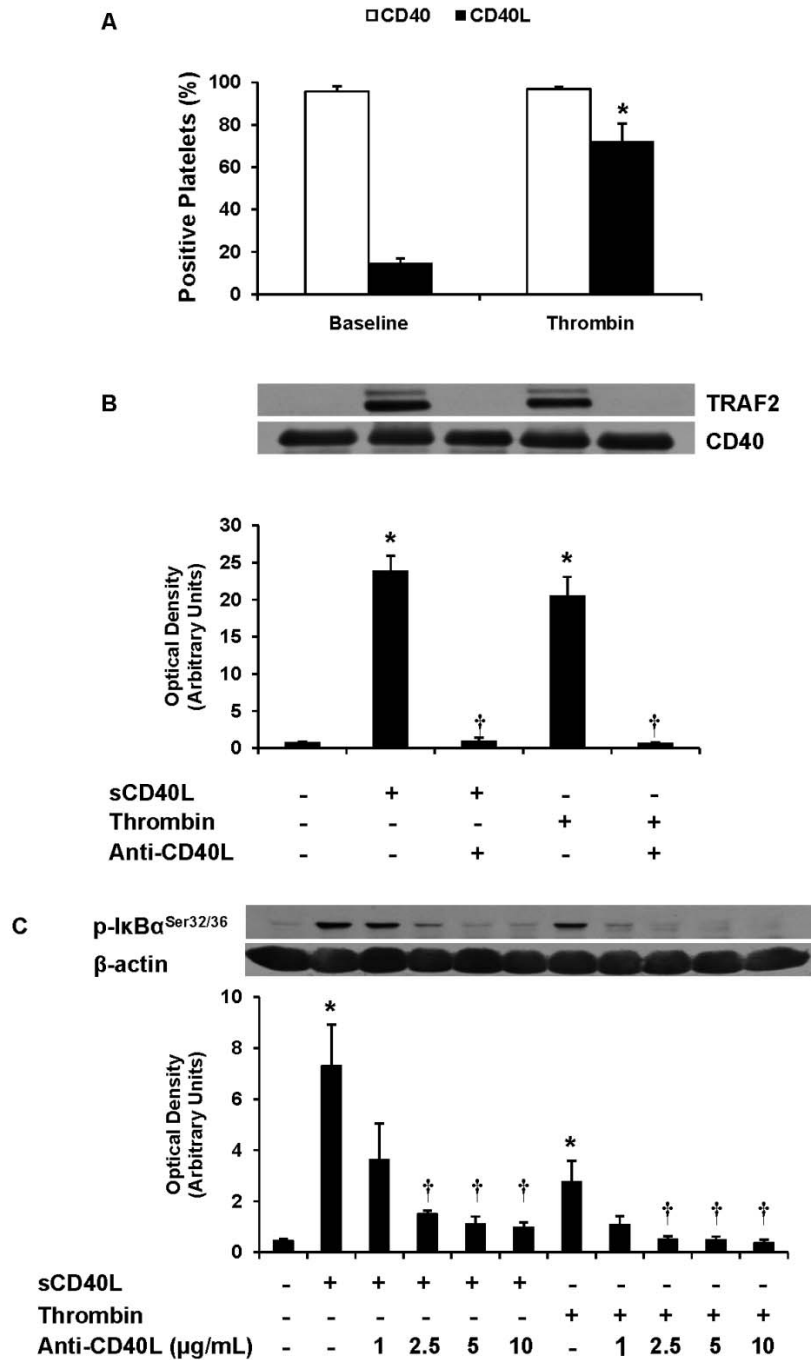 A
CD40 CD40L
Positive Platelets (%)
100
80
60
40
20
0
*
Baseline Thrombin
B
TRAF2
CD40
Optical Density
(Arbitrary Units)
30
25
20
15
10
5
0
* † * †
sCD40L - + + - -
Thrombin - - - + +
Anti-CD40L - - + - +
C
p-IκBα^Ser32/36
β-actin
Optical Density
(Arbitrary Units)
10
8
6
4
2
0
* † † † * † † †
sCD40L - + + + + + - - - - -
Thrombin - - - - - - + + + + +
Anti-CD40L (μg/mL) - - 1 2.5 5 10 - 1 2.5 5 10